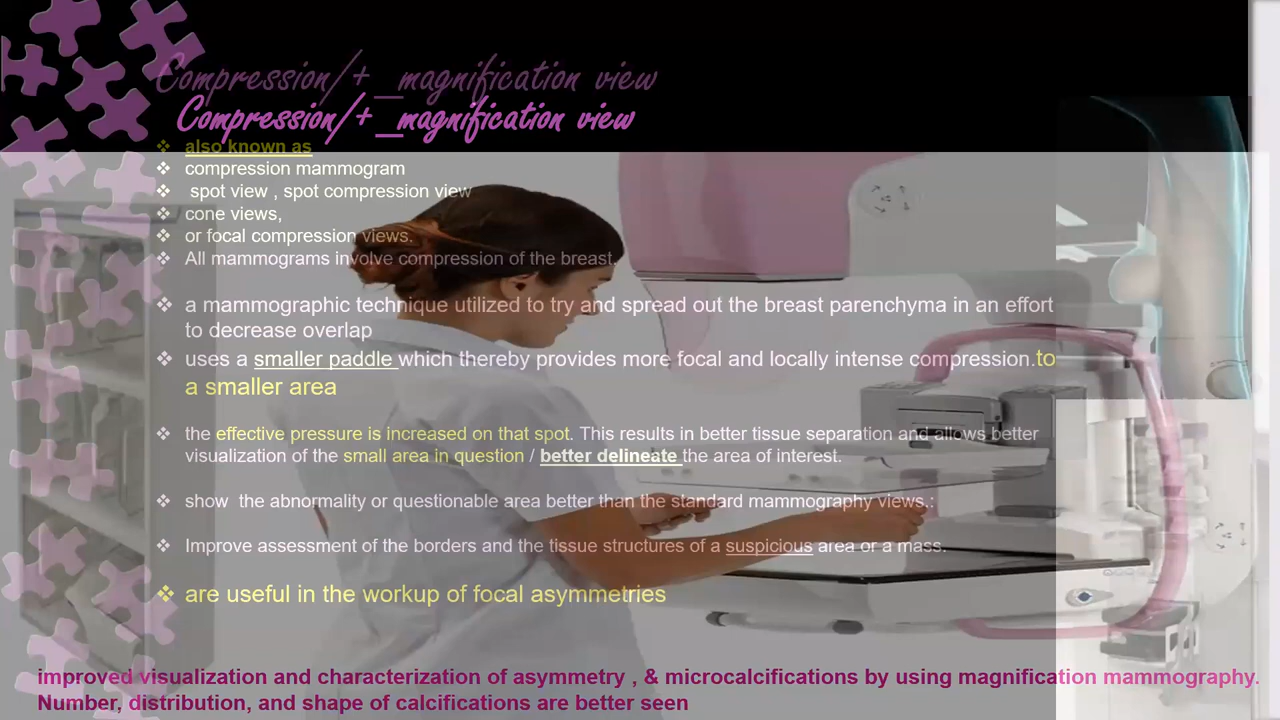 Compression/+_magnification view
Compression/+_magnification view
❖ also known as
❖ compression mammogram
❖ spot view , spot compression view
❖ cone views,
❖ or focal compression views.
❖ All mammograms involve compression of the breast.
❖ a mammographic technique utilized to try and spread out the breast parenchyma in an effort
to decrease overlap
❖ uses a smaller paddle which thereby provides more focal and locally intense compression.to
a smaller area
❖ the effective pressure is increased on that spot. This results in better tissue separation and allows better
visualization of the small area in question / better delineate the area of interest.
❖ show  the abnormality or questionable area better than the standard mammography views.:
❖ Improve assessment of the borders and the tissue structures of a suspicious area or a mass.
❖ are useful in the workup of focal asymmetries
improved visualization and characterization of asymmetry , & microcalcifications by using magnification mammography.
Number, distribution, and shape of calcifications are better seen